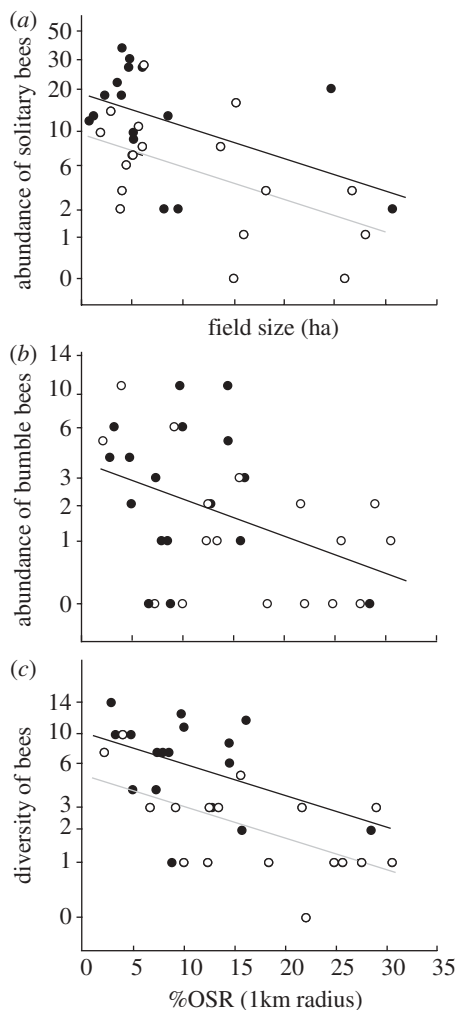 (a)
50
30
20
10
6
2
1
0
abundance of solitary bees
field size (ha)
(b)
14
10
6
3
2
1
0
abundance of bumble bees
(c)
14
10
6
3
2
1
0
diversity of bees
0 5 10 15 20 25 30 35
%OSR (1km radius)